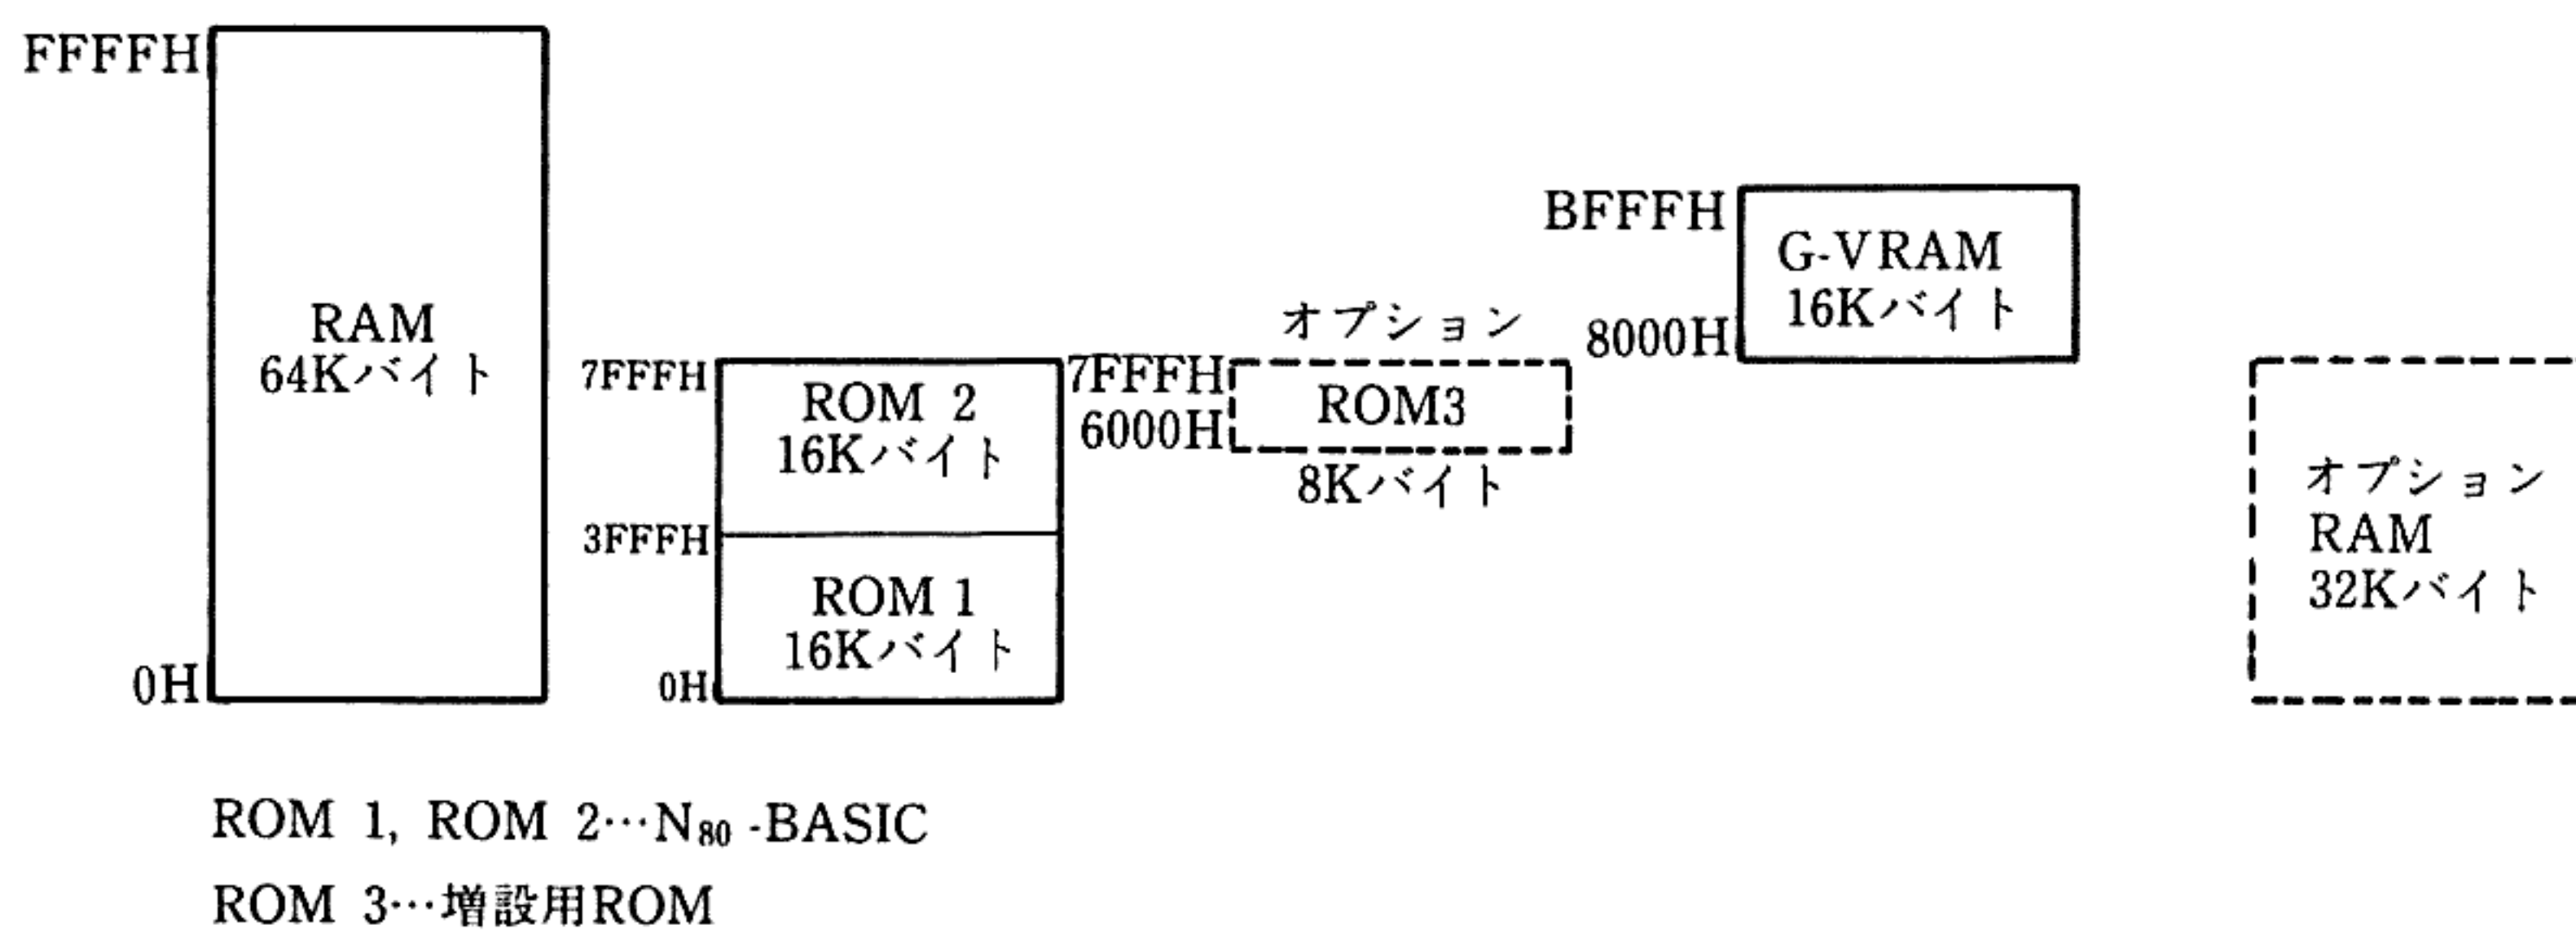 FFFFH
RAM
64Kバイト
0H
7FFFH
ROM 2
16Kバイト
3FFFH
ROM 1
16Kバイト
0H
オプション
7FFFH
ROM3
6000H
8Kバイト
BFFFH
G-VRAM
16Kバイト
8000H
オプション
RAM
32Kバイト
ROM 1, ROM 2…N80-BASIC
ROM 3…増設用ROM